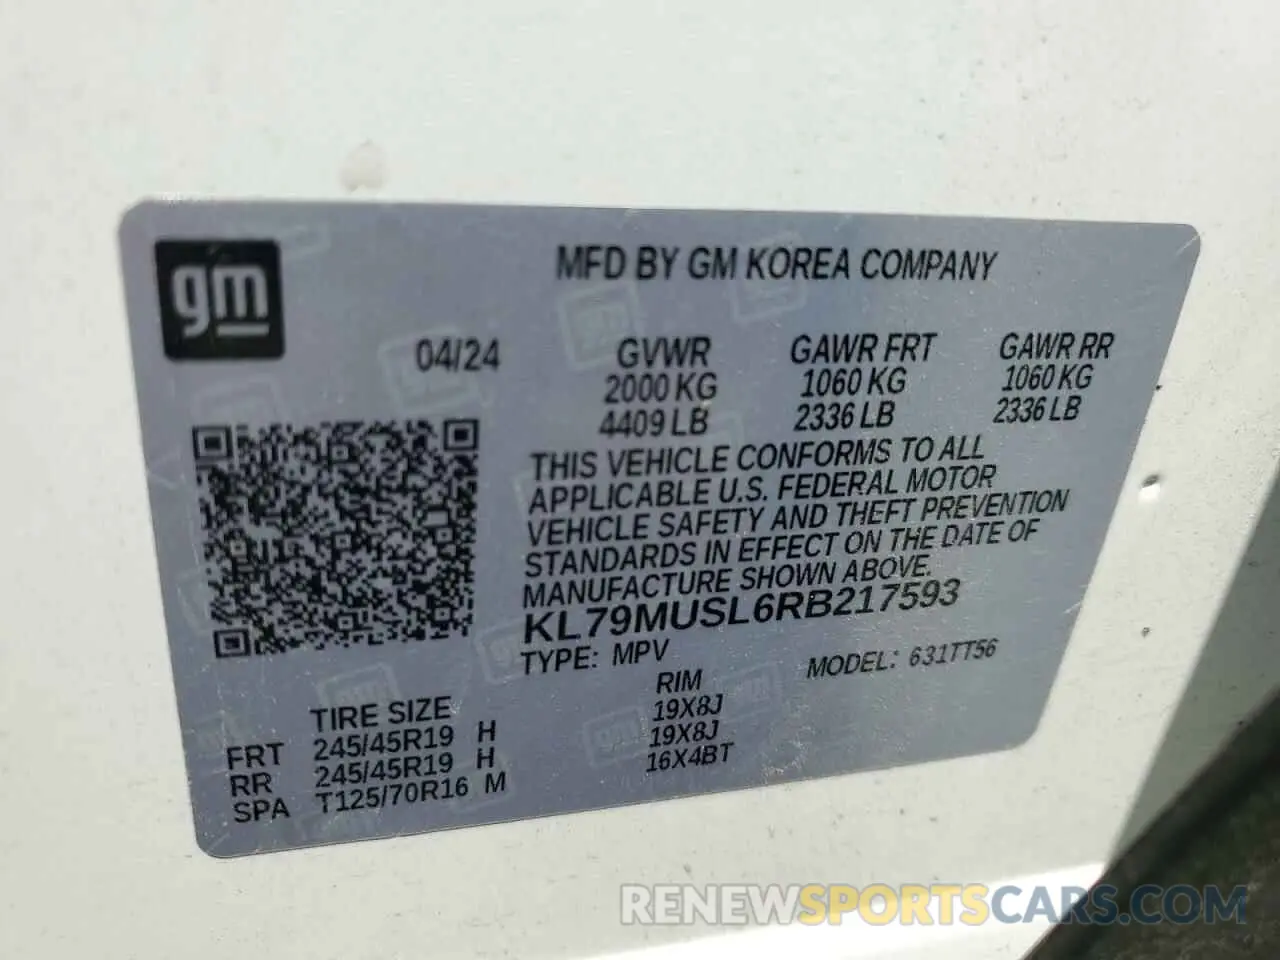 gm
MFD BY GM KOREA COMPANY
04/24
GVWR GAWR FRT GAWR RR
2000 KG 1060 KG 1060 KG
4409 LB 2336 LB 2336 LB
THIS VEHICLE CONFORMS TO ALL
APPLICABLE U.S. FEDERAL MOTOR
VEHICLE SAFETY AND THEFT PREVENTION
STANDARDS IN EFFECT ON THE DATE OF
MANUFACTURE SHOWN ABOVE.
KL79MUSL6RB217593
TYPE: MPV MODEL: 631TT56
TIRE SIZE RIM
FRT 245/45R19 H 19X8J
RR 245/45R19 H 19X8J
SPA T125/70R16 M 16X4BT
RENEWSPORTSCARS.COM